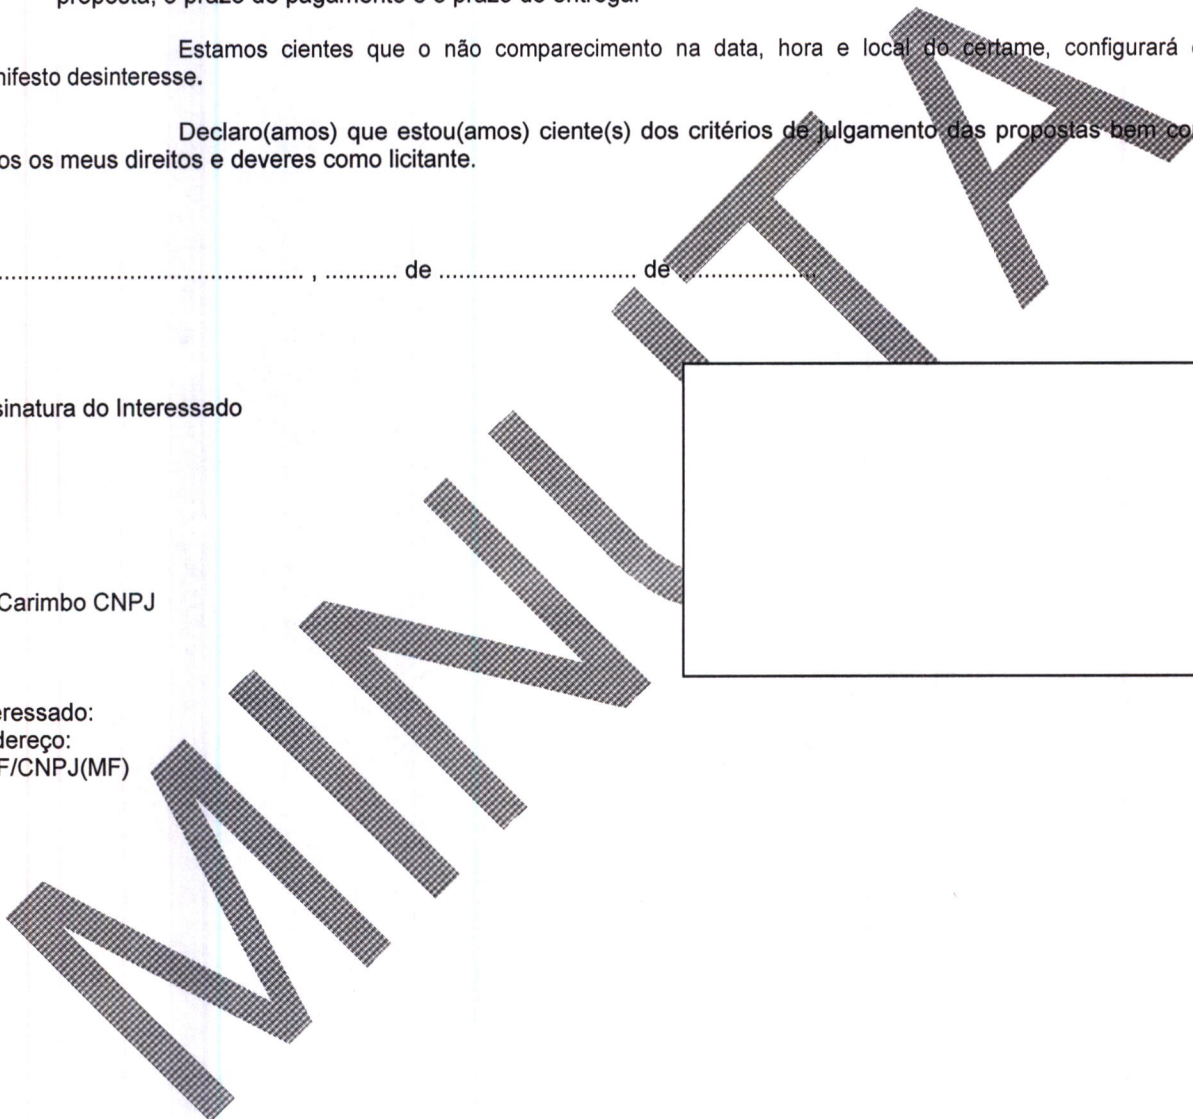 proposta, o prazo de pagamento e o prazo de entrega.
Estamos cientes que o não comparecimento na data, hora e local do certame, configurará
nifesto desinteresse.
Declaro(amos) que estou(amos) ciente(s) dos critérios de julgamento das propostas bem co
os os meus direitos e deveres como licitante.
................................................ , ........... de .............................. de .....................
sinatura do Interessado
Carimbo CNPJ
eressado:
dereço:
F/CNPJ(MF)
MINUTA